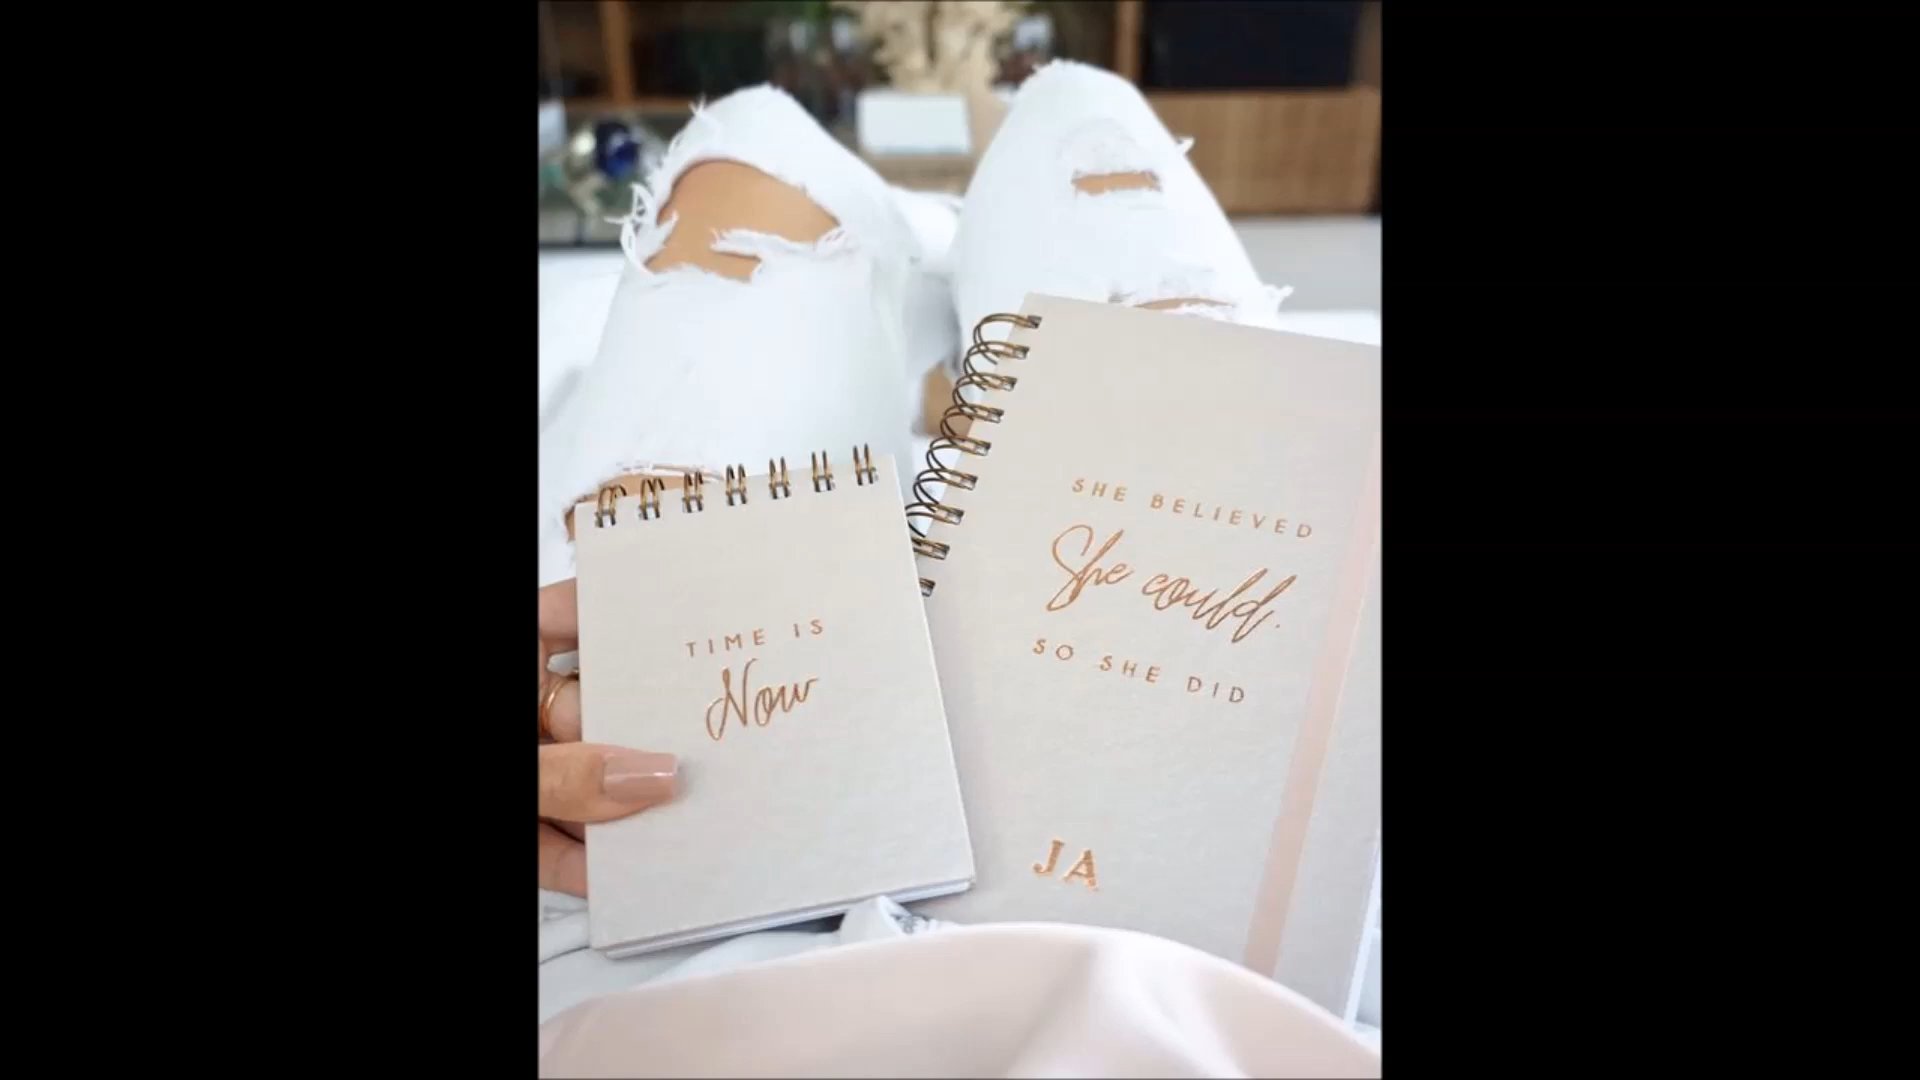 TIME IS
Now
SHE BELIEVED
She could.
SO SHE DID
JA